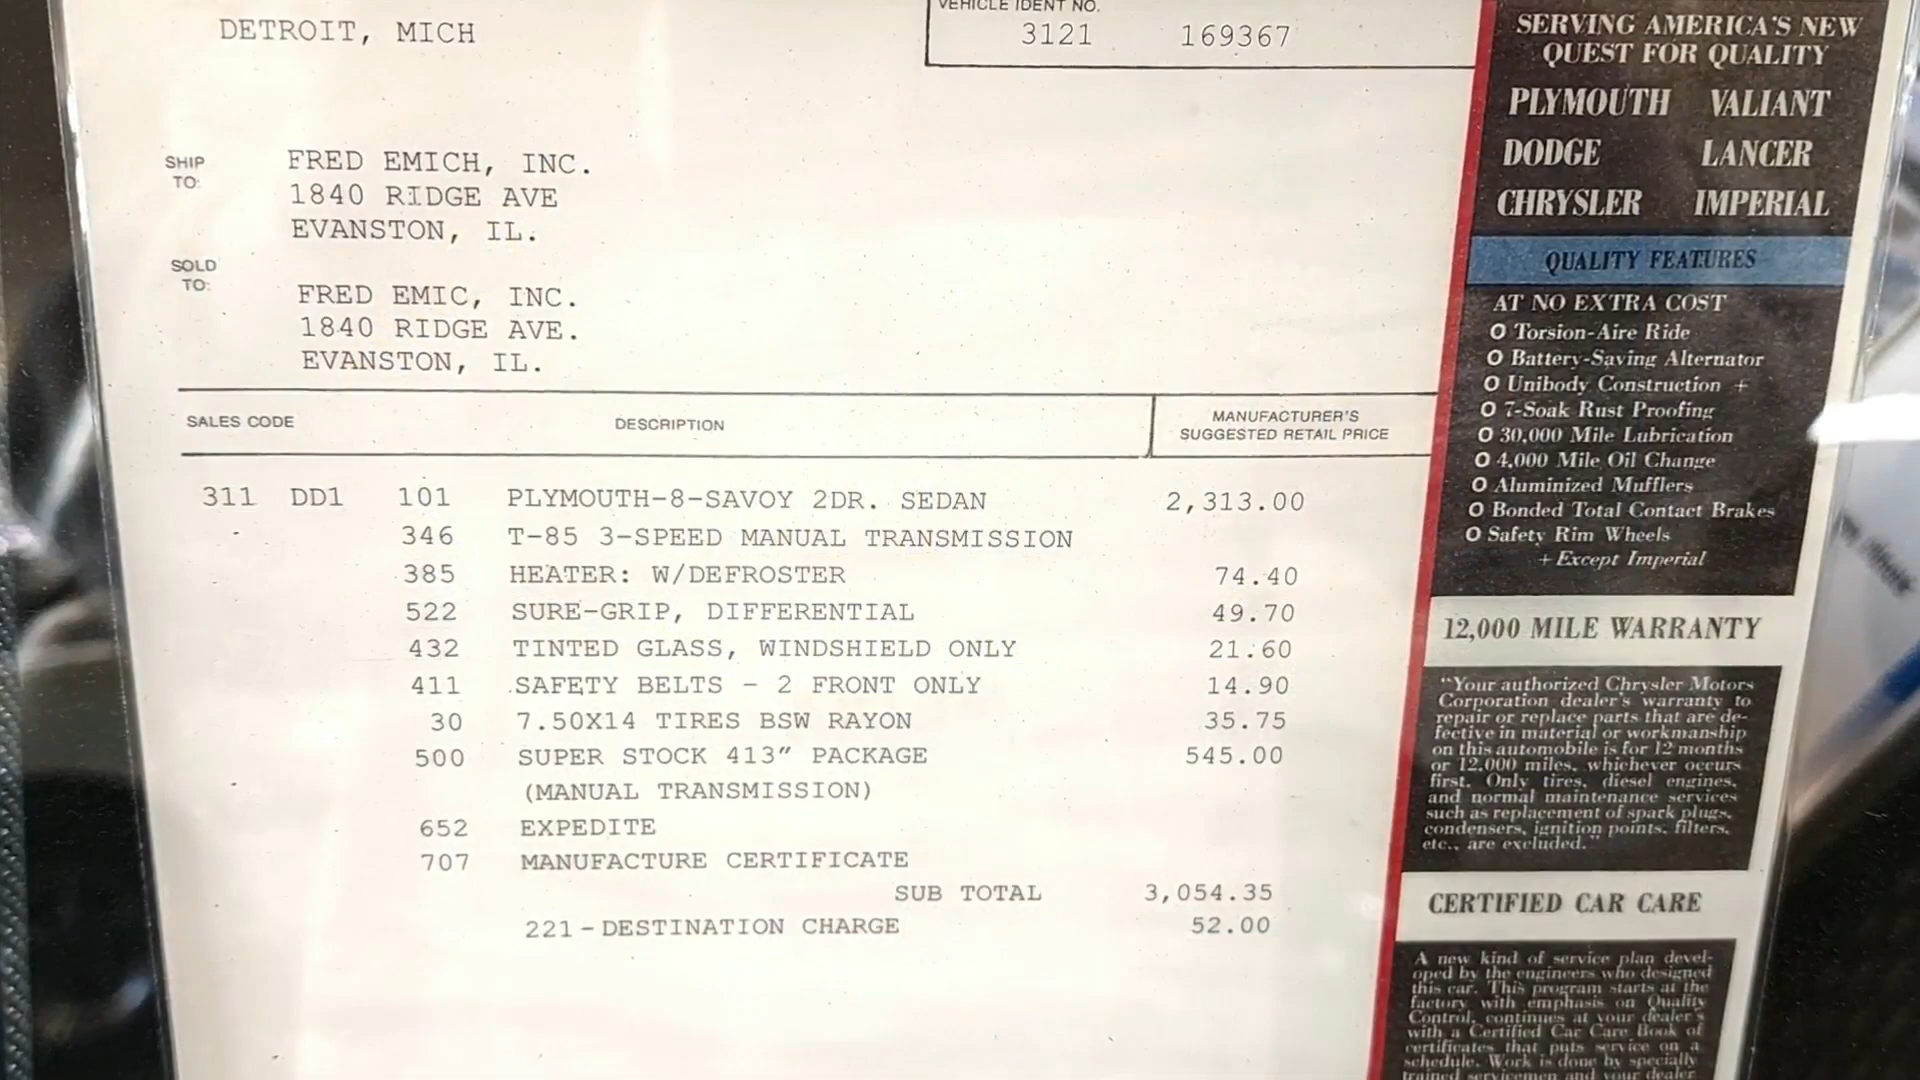 DETROIT, MICH
VEHICLE IDENT NO.
3121 169367
SHIP
TO:
FRED EMICH, INC.
1840 RIDGE AVE
EVANSTON, IL.
SOLD
TO:
FRED EMIC, INC.
1840 RIDGE AVE.
EVANSTON, IL.
SALES CODE DESCRIPTION MANUFACTURER'S
SUGGESTED RETAIL PRICE
311 DD1 101 PLYMOUTH-8-SAVOY 2DR. SEDAN 2,313.00
346 T-85 3-SPEED MANUAL TRANSMISSION
385 HEATER: W/DEFROSTER 74.40
522 SURE-GRIP, DIFFERENTIAL 49.70
432 TINTED GLASS, WINDSHIELD ONLY 21.60
411 SAFETY BELTS - 2 FRONT ONLY 14.90
30 7.50X14 TIRES BSW RAYON 35.75
500 SUPER STOCK 413″ PACKAGE 545.00
(MANUAL TRANSMISSION)
652 EXPEDITE
707 MANUFACTURE CERTIFICATE
SUB TOTAL 3,054.35
221-DESTINATION CHARGE 52.00
SERVING AMERICA'S NEW
QUEST FOR QUALITY
PLYMOUTH VALIANT
DODGE LANCER
CHRYSLER IMPERIAL
QUALITY FEATURES
AT NO EXTRA COST
O Torsion-Aire Ride
O Battery-Saving Alternator
O Unibody Construction +
O 7-Soak Rust Proofing
O 30,000 Mile Lubrication
O 4,000 Mile Oil Change
O Aluminized Mufflers
O Bonded Total Contact Brakes
O Safety Rim Wheels
+ Except Imperial
12,000 MILE WARRANTY
"Your authorized Chrysler Motors
Corporation dealer's warranty to
repair or replace parts that are de-
fective in material or workmanship
on this automobile is for 12 months
or 12,000 miles, whichever occurs
first. Only tires, diesel engines,
and normal maintenance services
such as replacement of spark plugs,
condensers, ignition points, filters,
etc., are excluded."
CERTIFIED CAR CARE
A new kind of service plan devel-
oped by the engineers who designed
this car. This program starts at the
factory with emphasis on Quality
Control, continues at your dealer's
with a Certified Car Care Book of
certificates that puts service on a
schedule. Work is done by specially
trained servicemen and your dealer